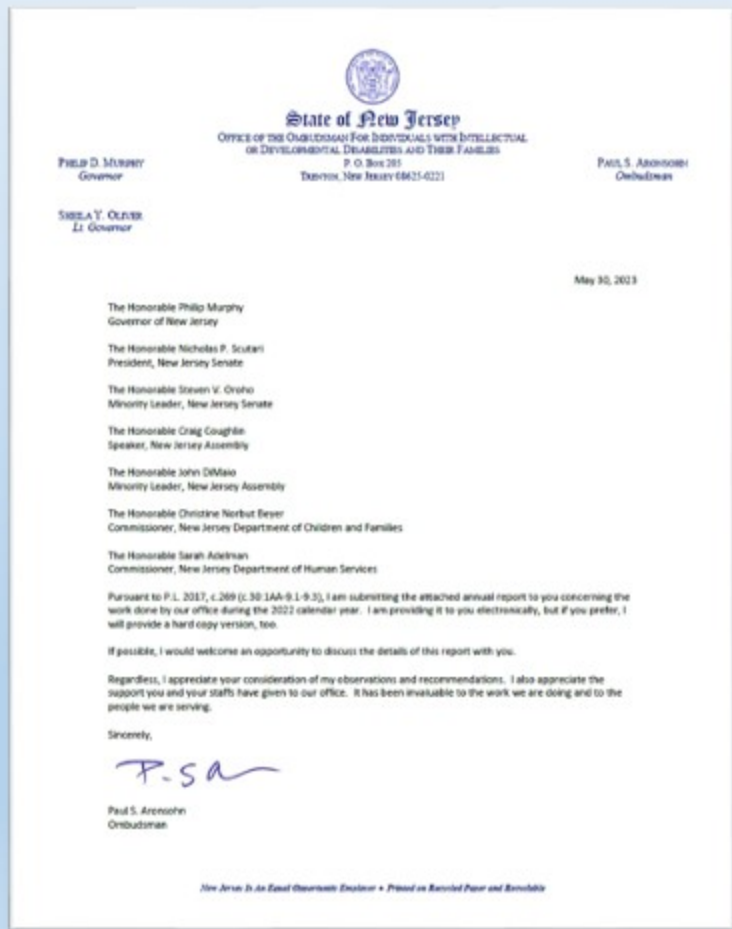 State of New Jersey
OFFICE OF THE OMBUDSMAN FOR INDIVIDUALS WITH INTELLECTUAL
OR DEVELOPMENTAL DISABILITIES AND THEIR FAMILIES
P. O. BOX 205
TRENTON, NEW JERSEY 08625-0221
PHILIP D. MURPHY
Governor
PAUL S. ARONSOHN
Ombudsman
SHEILA Y. OLIVER
Lt. Governor
May 30, 2023
The Honorable Philip Murphy
Governor of New Jersey
The Honorable Nicholas P. Scutari
President, New Jersey Senate
The Honorable Steven V. Oroho
Minority Leader, New Jersey Senate
The Honorable Craig Coughlin
Speaker, New Jersey Assembly
The Honorable John DiMaio
Minority Leader, New Jersey Assembly
The Honorable Christine Norbut Beyer
Commissioner, New Jersey Department of Children and Families
The Honorable Sarah Adelman
Commissioner, New Jersey Department of Human Services
Pursuant to P.L. 2017, c.269 (c.30:1AA-9.1-9.3), I am submitting the attached annual report to you concerning the
work done by our office during the 2022 calendar year. I am providing it to you electronically, but if you prefer, I
will provide a hard copy version, too.
If possible, I would welcome an opportunity to discuss the details of this report with you.
Regardless, I appreciate your consideration of my observations and recommendations. I also appreciate the
support you and your staffs have given to our office. It has been invaluable to the work we are doing and to the
people we are serving.
Sincerely,
P.SA
Paul S. Aronsohn
Ombudsman
New Jersey Is An Equal Opportunity Employer • Printed on Recycled Paper and Recyclable